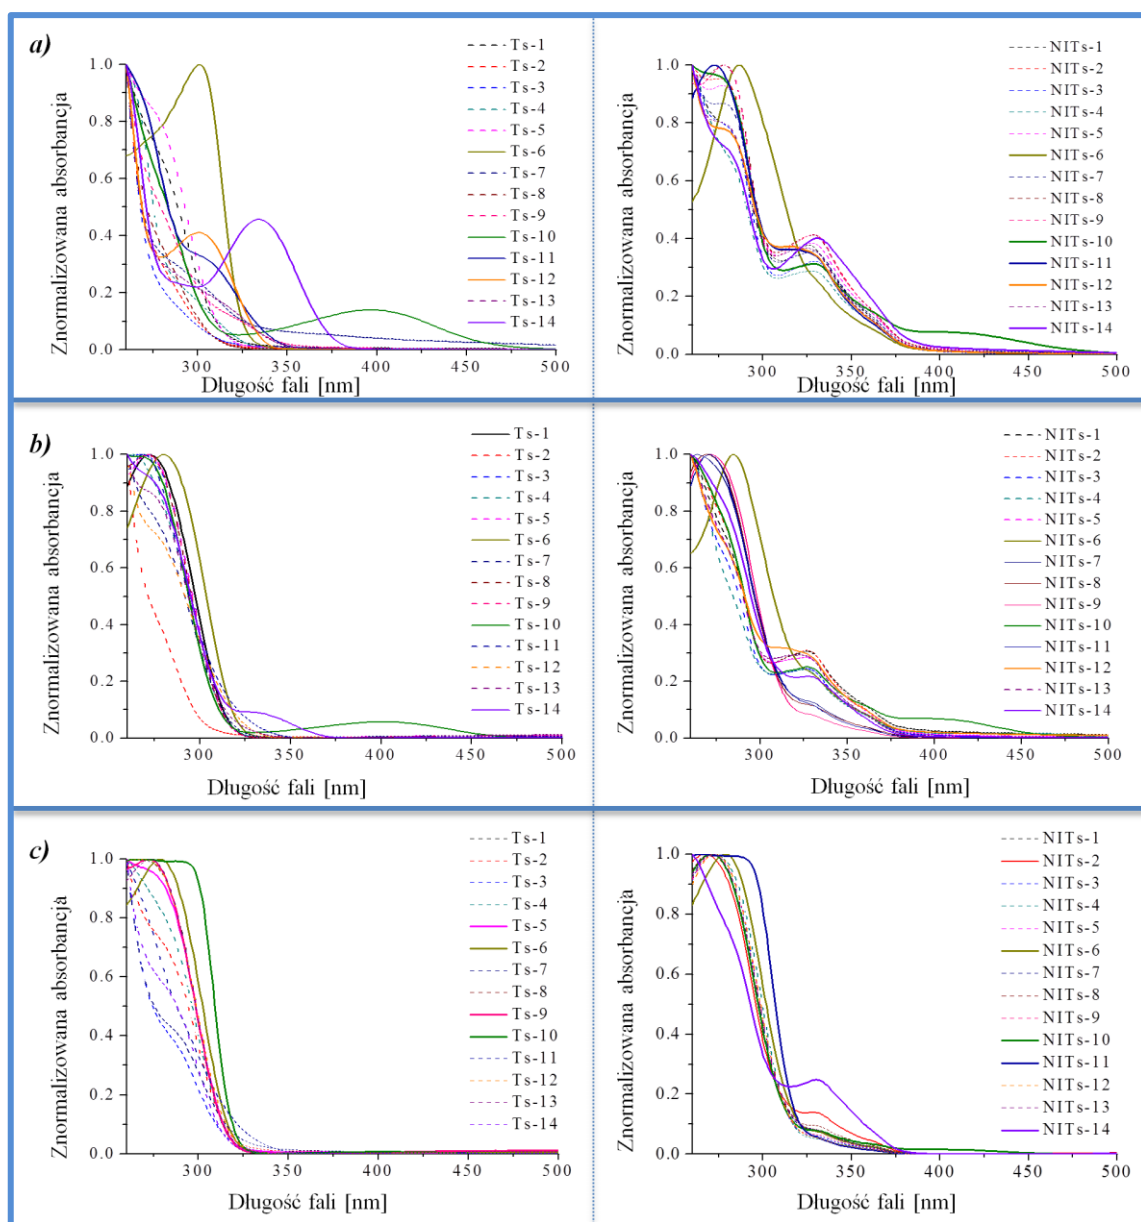 a)
Znormalizowana absorbancja
1.0
0.8
0.6
0.4
0.2
0.0
300
350
400
450
500
Długość fali [nm]
Ts-1
Ts-2
Ts-3
Ts-4
Ts-5
Ts-6
Ts-7
Ts-8
Ts-9
Ts-10
Ts-11
Ts-12
Ts-13
Ts-14
Znormalizowana absorbancja
1.0
0.8
0.6
0.4
0.2
0.0
300
350
400
450
500
Długość fali [nm]
NITs-1
NITs-2
NITs-3
NITs-4
NITs-5
NITs-6
NITs-7
NITs-8
NITs-9
NITs-10
NITs-11
NITs-12
NITs-13
NITs-14
b)
Znormalizowana absorbancja
1.0
0.8
0.6
0.4
0.2
0.0
300
350
400
450
500
Długość fali [nm]
Ts-1
Ts-2
Ts-3
Ts-4
Ts-5
Ts-6
Ts-7
Ts-8
Ts-9
Ts-10
Ts-11
Ts-12
Ts-13
Ts-14
Znormalizowana absorbancja
1.0
0.8
0.6
0.4
0.2
0.0
300
350
400
450
500
Długość fali [nm]
NITs-1
NITs-2
NITs-3
NITs-4
NITs-5
NITs-6
NITs-7
NITs-8
NITs-9
NITs-10
NITs-11
NITs-12
NITs-13
NITs-14
c)
Znormalizowana absorbancja
1.0
0.8
0.6
0.4
0.2
0.0
300
350
400
450
500
Długość fali [nm]
Ts-1
Ts-2
Ts-3
Ts-4
Ts-5
Ts-6
Ts-7
Ts-8
Ts-9
Ts-10
Ts-11
Ts-12
Ts-13
Ts-14
Znormalizowana absorbancja
1.0
0.8
0.6
0.4
0.2
0.0
300
350
400
450
500
Długość fali [nm]
NITs-1
NITs-2
NITs-3
NITs-4
NITs-5
NITs-6
NITs-7
NITs-8
NITs-9
NITs-10
NITs-11
NITs-12
NITs-13
NITs-14